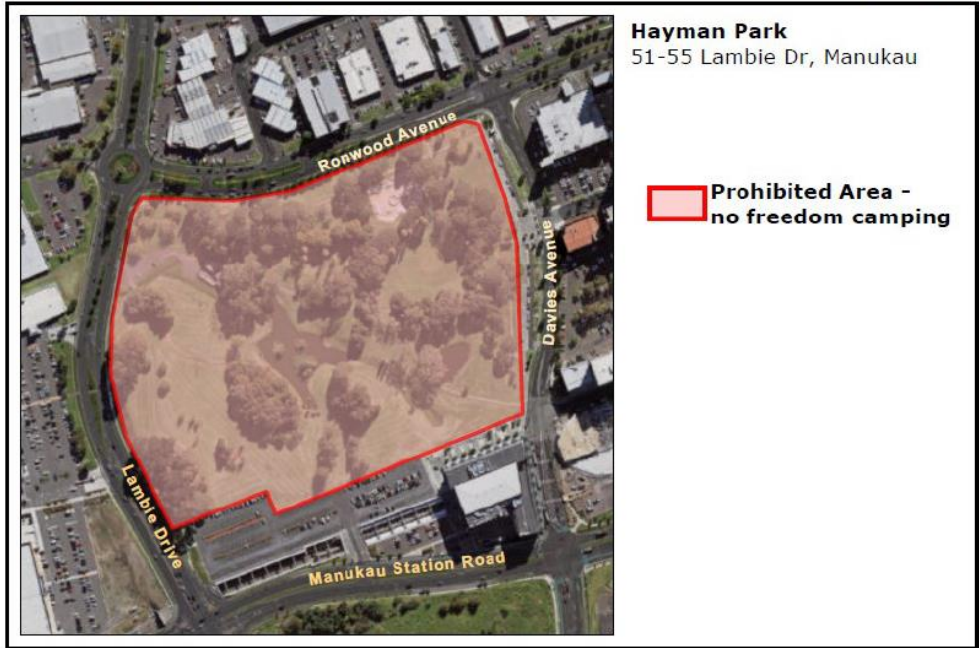 Hayman Park
51-55 Lambie Dr, Manukau
Prohibited Area -
no freedom camping
Ronwood Avenue
Davies Avenue
Lambie Drive
Manukau Station Road